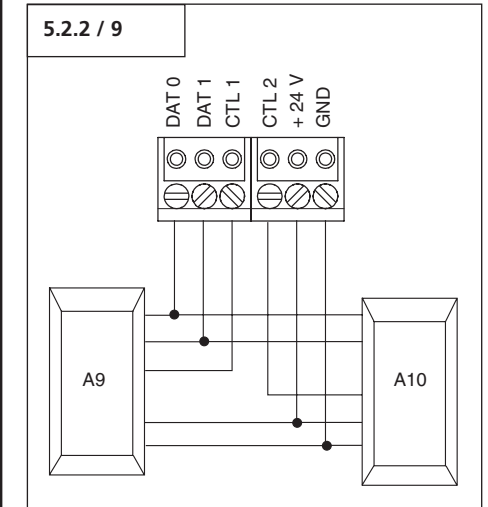 5.2.2 / 9
DAT 0
DAT 1
CTL 1
CTL 2
+ 24 V
GND
A9
A10